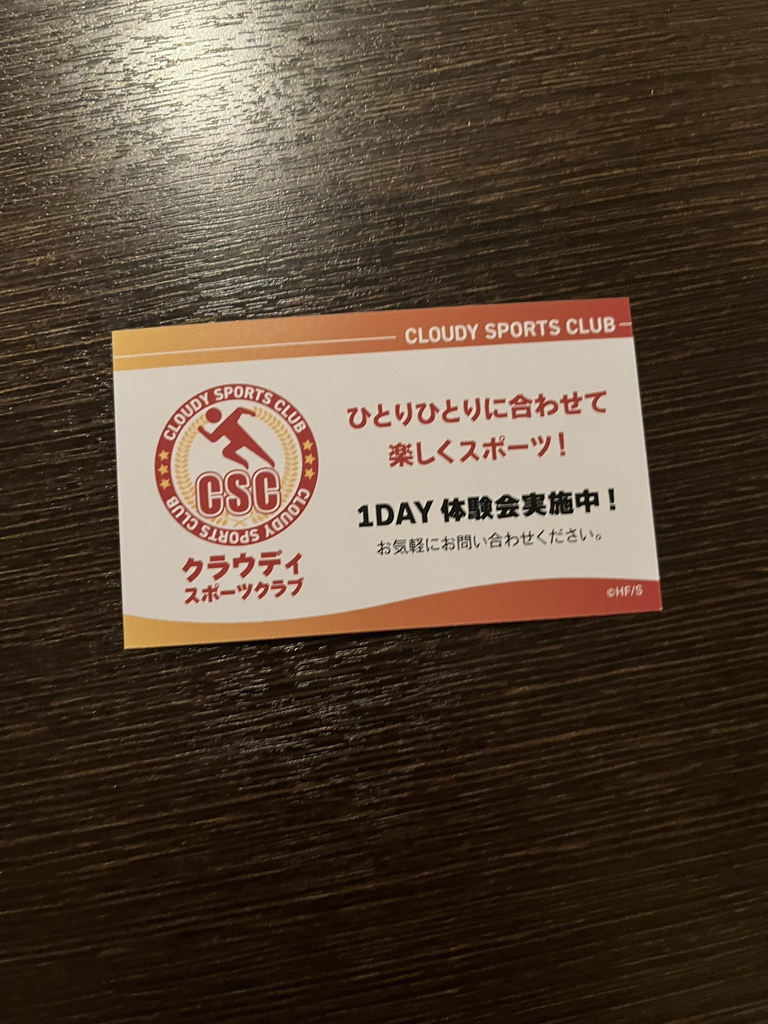 CLOUDY SPORTS CLUB
CLOUDY SPORTS CLUB
CSC
CLOUDY SPORTS CLUB
クラウディ
スポーツクラブ
ひとりひとりに合わせて
楽しくスポーツ！
1DAY 体験会実施中！
お気軽にお問い合わせください。
©HF/S